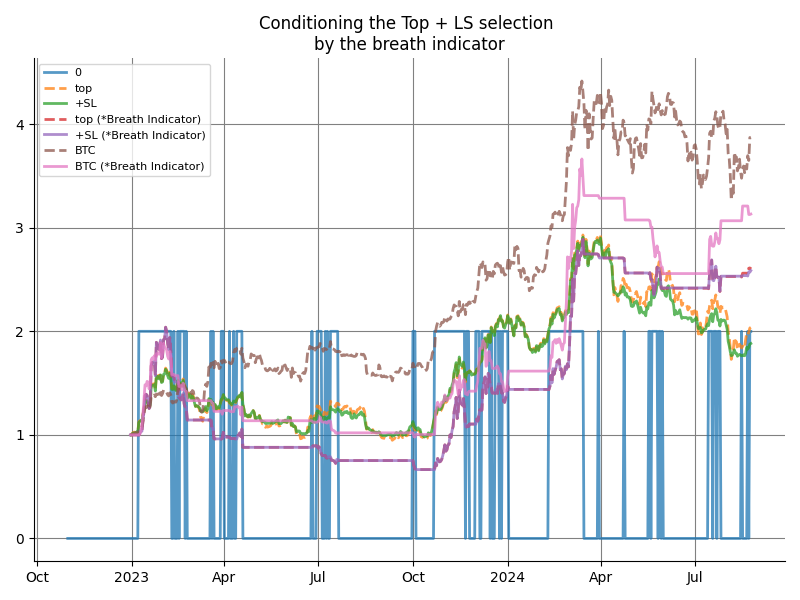 Conditioning the Top + LS selection
by the breath indicator
0
top
+SL
top (*Breath Indicator)
+SL (*Breath Indicator)
BTC
BTC (*Breath Indicator)
4
3
2
1
0
Oct
2023
Apr
Jul
Oct
2024
Apr
Jul